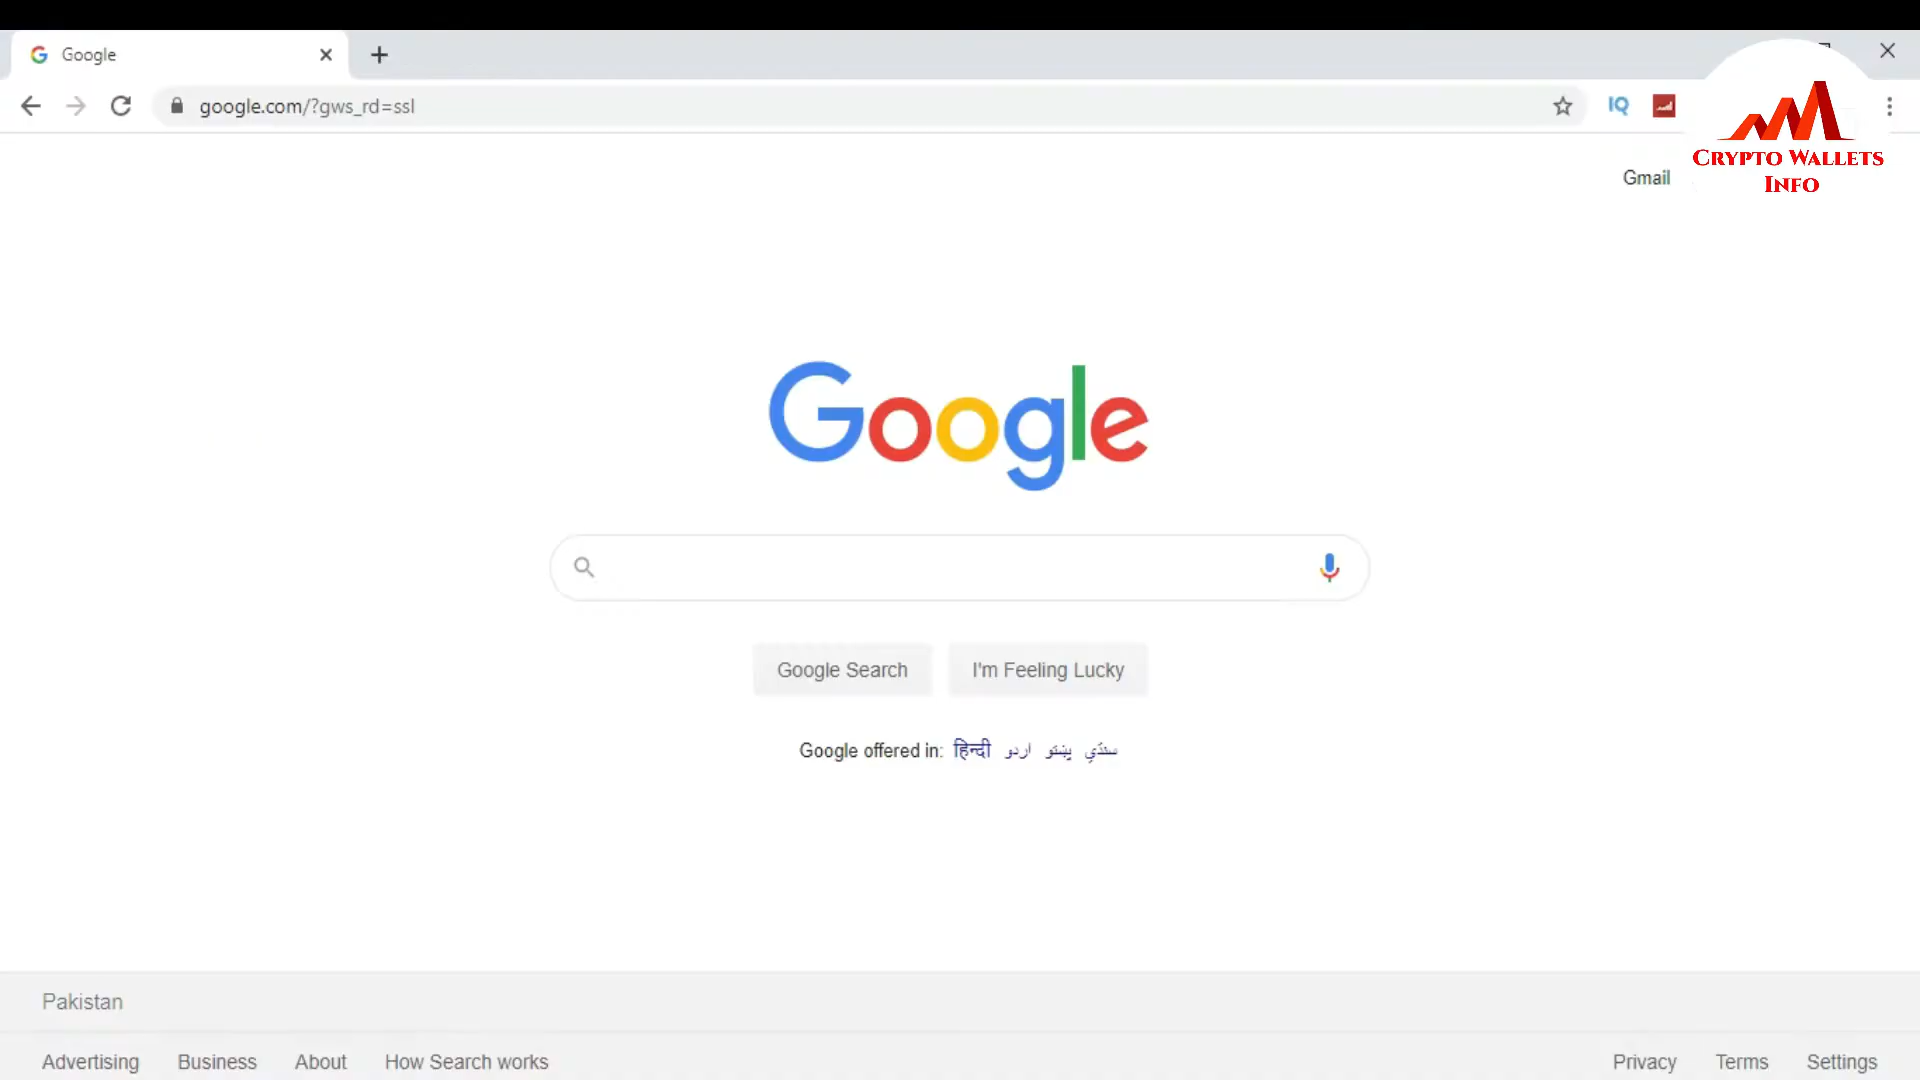 Google
google.com/?gws_rd=ssl
IQ
CRYPTO WALLETS
INFO
Gmail
Google
Google Search
I'm Feeling Lucky
Google offered in: हिन्दी اردو پښتو سنڌي
Pakistan
Advertising Business About How Search works Privacy Terms Settings